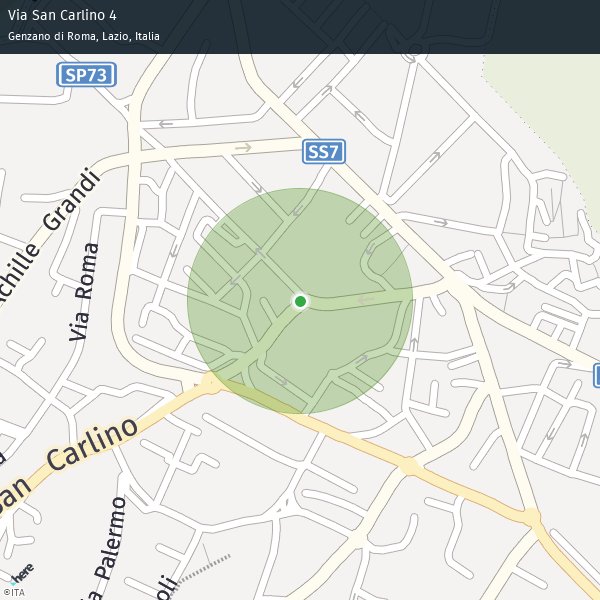 Via San Carlino 4
Genzano di Roma, Lazio, Italia
SP73
SS7
Achille Grandi
Via Roma
San Carlino
Via Palermo
oli
here
©ITA